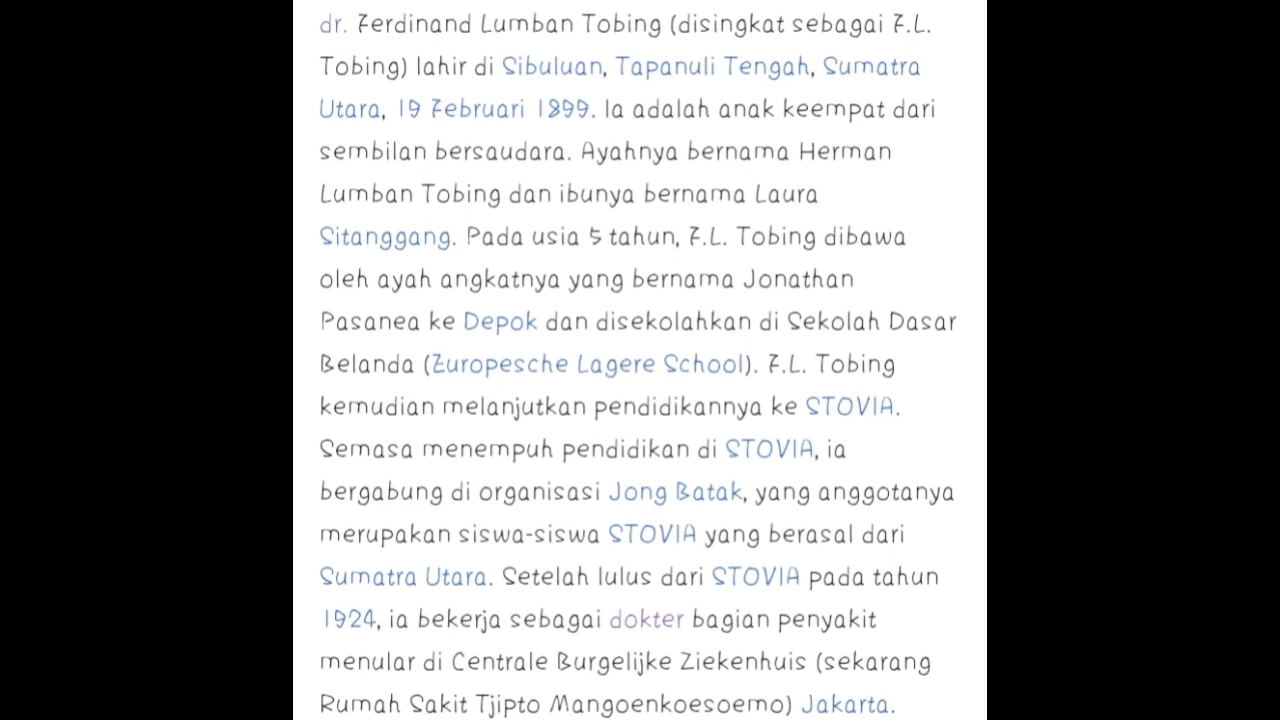 dr. Ferdinand Lumban Tobing (disingkat sebagai F.L.
Tobing) lahir di Sibuluan, Tapanuli Tengah, Sumatra
Utara, 19 Februari 1899. Ia adalah anak keempat dari
sembilan bersaudara. Ayahnya bernama Herman
Lumban Tobing dan ibunya bernama Laura
Sitanggang. Pada usia 5 tahun, F.L. Tobing dibawa
oleh ayah angkatnya yang bernama Jonathan
Pasanea ke Depok dan disekolahkan di Sekolah Dasar
Belanda (Europesche Lagere School). F.L. Tobing
kemudian melanjutkan pendidikannya ke STOVIA.
Semasa menempuh pendidikan di STOVIA, ia
bergabung di organisasi Jong Batak, yang anggotanya
merupakan siswa-siswa STOVIA yang berasal dari
Sumatra Utara. Setelah lulus dari STOVIA pada tahun
1924, ia bekerja sebagai dokter bagian penyakit
menular di Centrale Burgelijke Ziekenhuis (sekarang
Rumah Sakit Tjipto Mangoenkoesoemo) Jakarta.